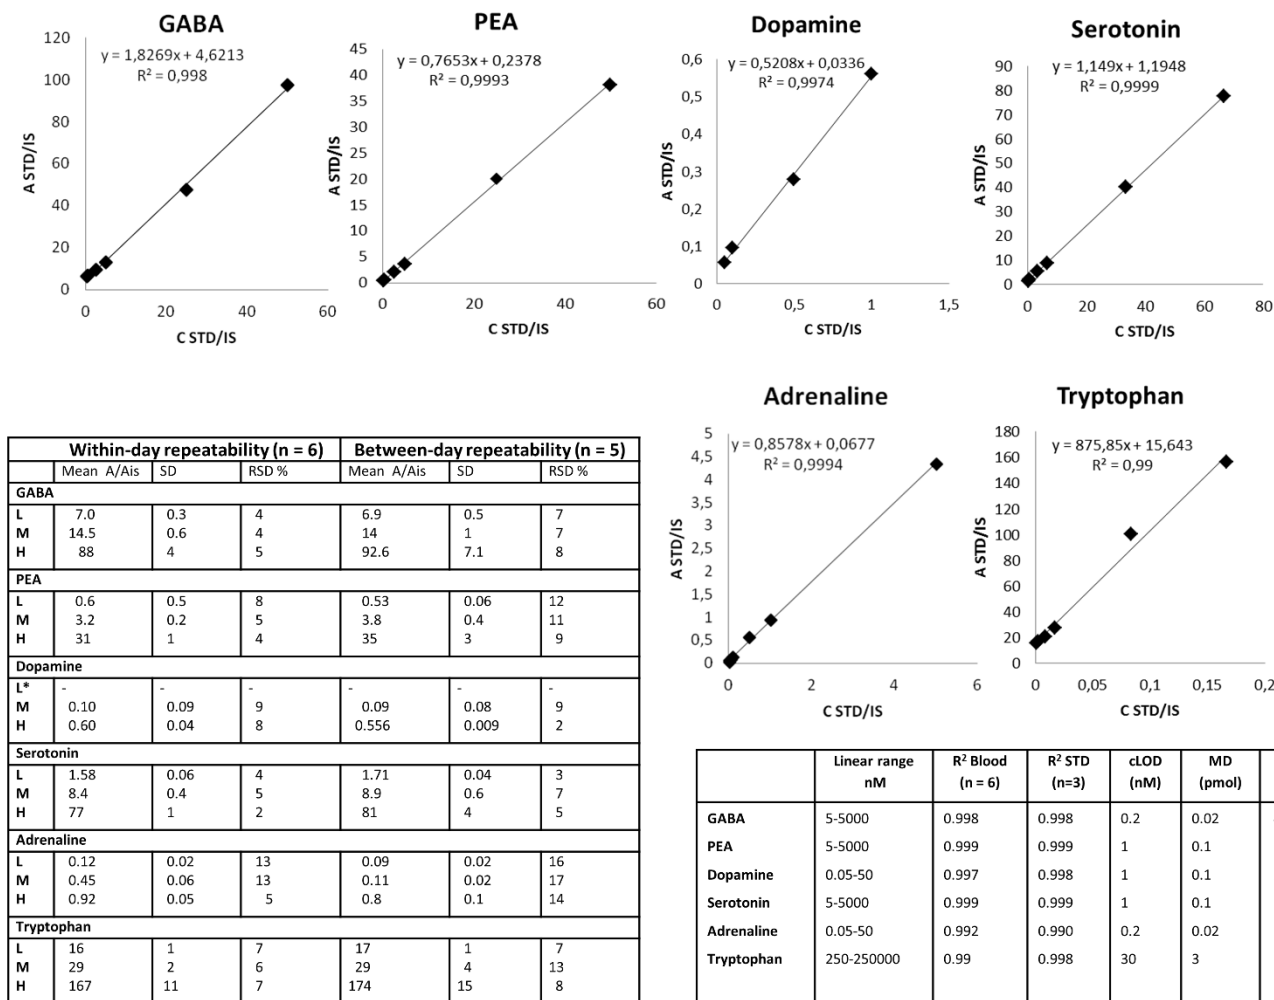 GABA
y = 1,8269x + 4,6213
R² = 0,998
120
100
80
60
40
20
0
0 20 40 60
A STD/IS
C STD/IS
PEA
y = 0,7653x + 0,2378
R² = 0,9993
45
40
35
30
25
20
15
10
5
0
0 20 40 60
A STD/IS
C STD/IS
Dopamine
y = 0,5208x + 0,0336
R² = 0,9974
0,6
0,5
0,4
0,3
0,2
0,1
0
0 0,5 1 1,5
A STD/IS
C STD/IS
Serotonin
y = 1,149x + 1,1948
R² = 0,9999
90
80
70
60
50
40
30
20
10
0
0 20 40 60 80
A STD/IS
C STD/IS
Adrenaline
y = 0,8578x + 0,0677
R² = 0,9994
5
4,5
4
3,5
3
2,5
2
1,5
1
0,5
0
0 2 4 6
A STD/IS
C STD/IS
Tryptophan
y = 875,85x + 15,643
R² = 0,99
180
160
140
120
100
80
60
40
20
0
0 0,05 0,1 0,15 0,2
A STD/IS
C STD/IS
Within-day repeatability (n = 6) Between-day repeatability (n = 5)
Mean A/Ais SD RSD % Mean A/Ais SD RSD %
GABA
L 7.0 0.3 4 6.9 0.5 7
M 14.5 0.6 4 14 1 7
H 88 4 5 92.6 7.1 8
PEA
L 0.6 0.5 8 0.53 0.06 12
M 3.2 0.2 5 3.8 0.4 11
H 31 1 4 35 3 9
Dopamine
L* - - - - - -
M 0.10 0.09 9 0.09 0.08 9
H 0.60 0.04 8 0.556 0.009 2
Serotonin
L 1.58 0.06 4 1.71 0.04 3
M 8.4 0.4 5 8.9 0.6 7
H 77 1 2 81 4 5
Adrenaline
L 0.12 0.02 13 0.09 0.02 16
M 0.45 0.06 13 0.11 0.02 17
H 0.92 0.05 5 0.8 0.1 14
Tryptophan
L 16 1 7 17 1 7
M 29 2 6 29 4 13
H 167 11 7 174 15 8
Linear range R² Blood R² STD cLOD MD
nM (n = 6) (n=3) (nM) (pmol)
GABA 5-5000 0.998 0.998 0.2 0.02
PEA 5-5000 0.999 0.999 1 0.1
Dopamine 0.05-50 0.997 0.998 1 0.1
Serotonin 5-5000 0.999 0.999 1 0.1
Adrenaline 0.05-50 0.992 0.990 0.2 0.02
Tryptophan 250-250000 0.99 0.998 30 3